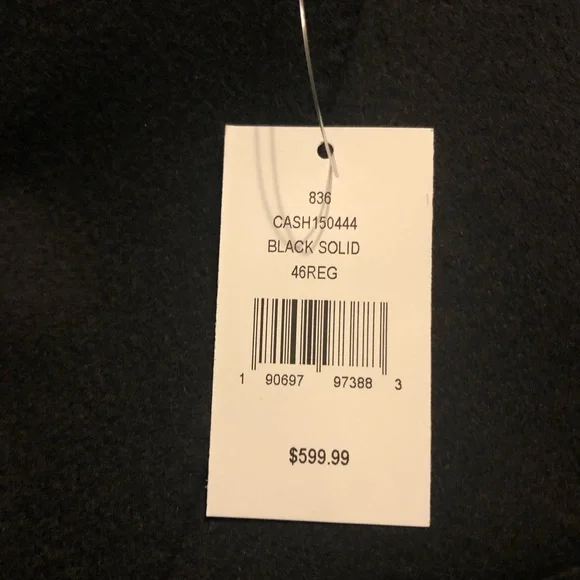 836
CASH150444
BLACK SOLID
46REG
1 90697 97388 3
$599.99